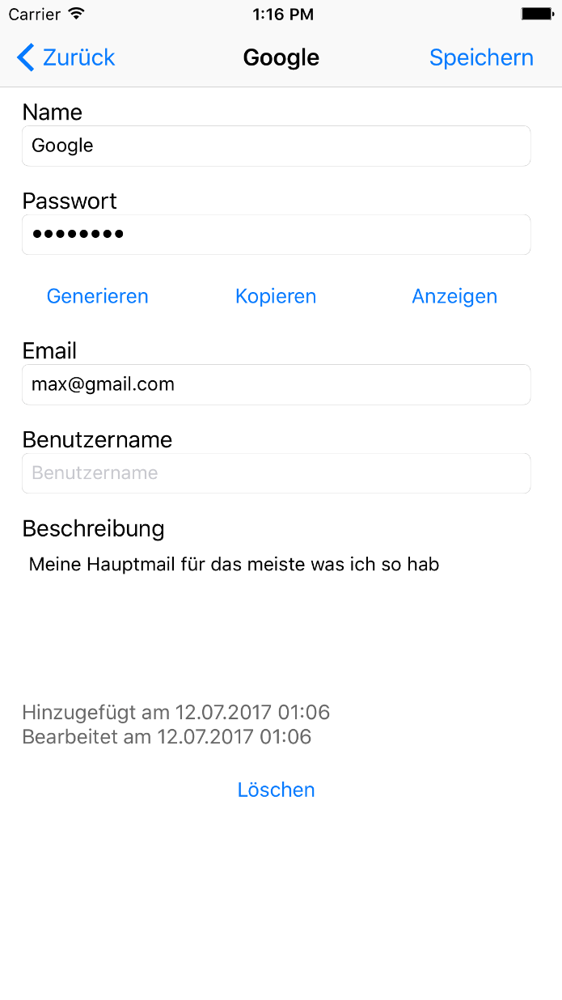 Carrier 1:16 PM
Zurück Google Speichern
Name
Google
Passwort
••••••••
Generieren Kopieren Anzeigen
Email
max@gmail.com
Benutzername
Benutzername
Beschreibung
Meine Hauptmail für das meiste was ich so hab
Hinzugefügt am 12.07.2017 01:06
Bearbeitet am 12.07.2017 01:06
Löschen